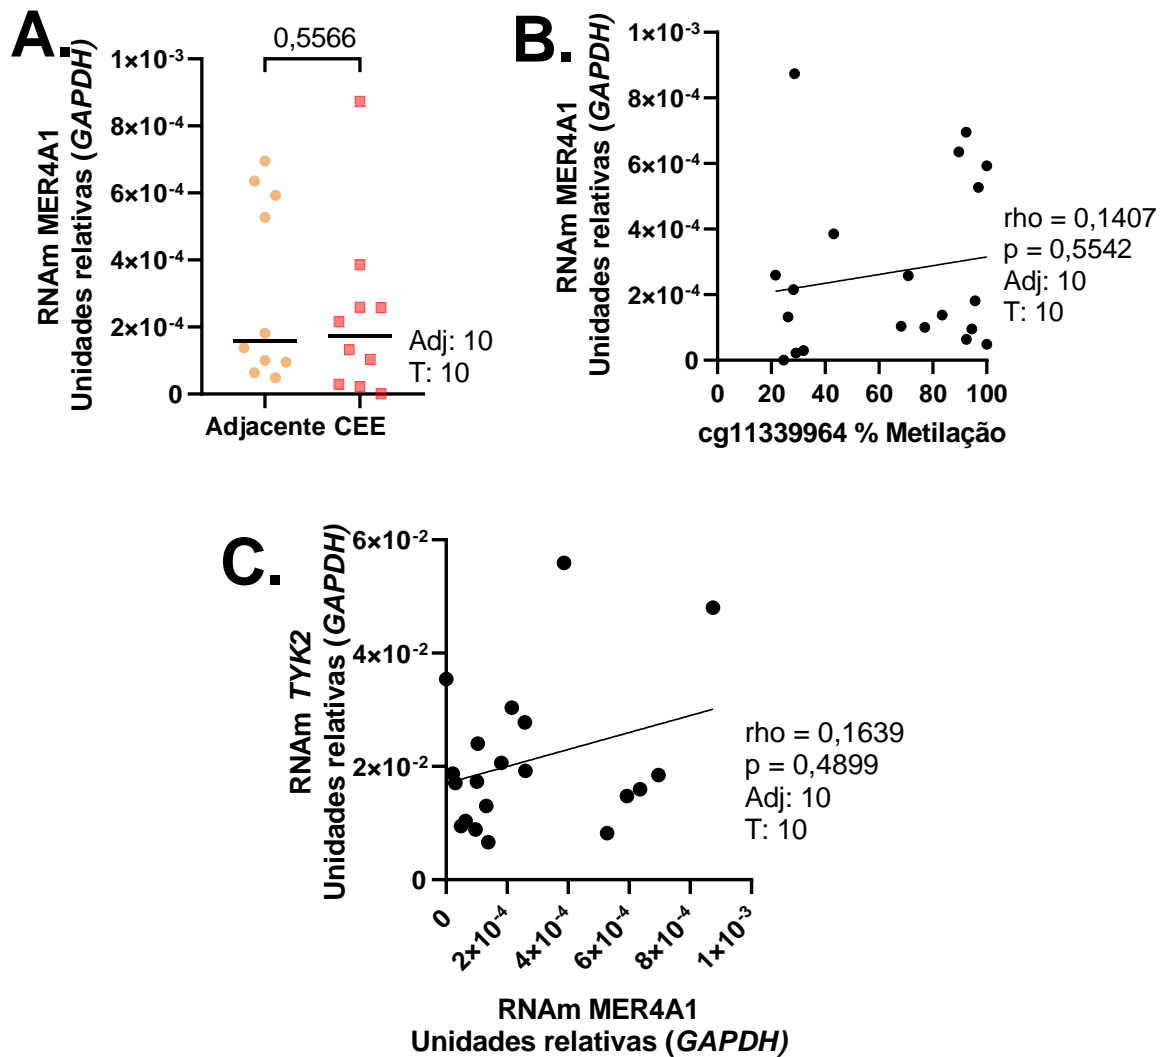 A.
0,5566
RNAm MER4A1
Unidades relativas (GAPDH)
1×10⁻³
8×10⁻⁴
6×10⁻⁴
4×10⁻⁴
2×10⁻⁴
0
Adj: 10
T: 10
Adjacente CEE
B.
RNAm MER4A1
Unidades relativas (GAPDH)
1×10⁻³
8×10⁻⁴
6×10⁻⁴
4×10⁻⁴
2×10⁻⁴
0
rho = 0,1407
p = 0,5542
Adj: 10
T: 10
0 20 40 60 80 100
cg11339964 % Metilação
C.
RNAm TYK2
Unidades relativas (GAPDH)
6×10⁻²
4×10⁻²
2×10⁻²
0
rho = 0,1639
p = 0,4899
Adj: 10
T: 10
0 2×10⁻⁴ 4×10⁻⁴ 6×10⁻⁴ 8×10⁻⁴ 1×10⁻³
RNAm MER4A1
Unidades relativas (GAPDH)